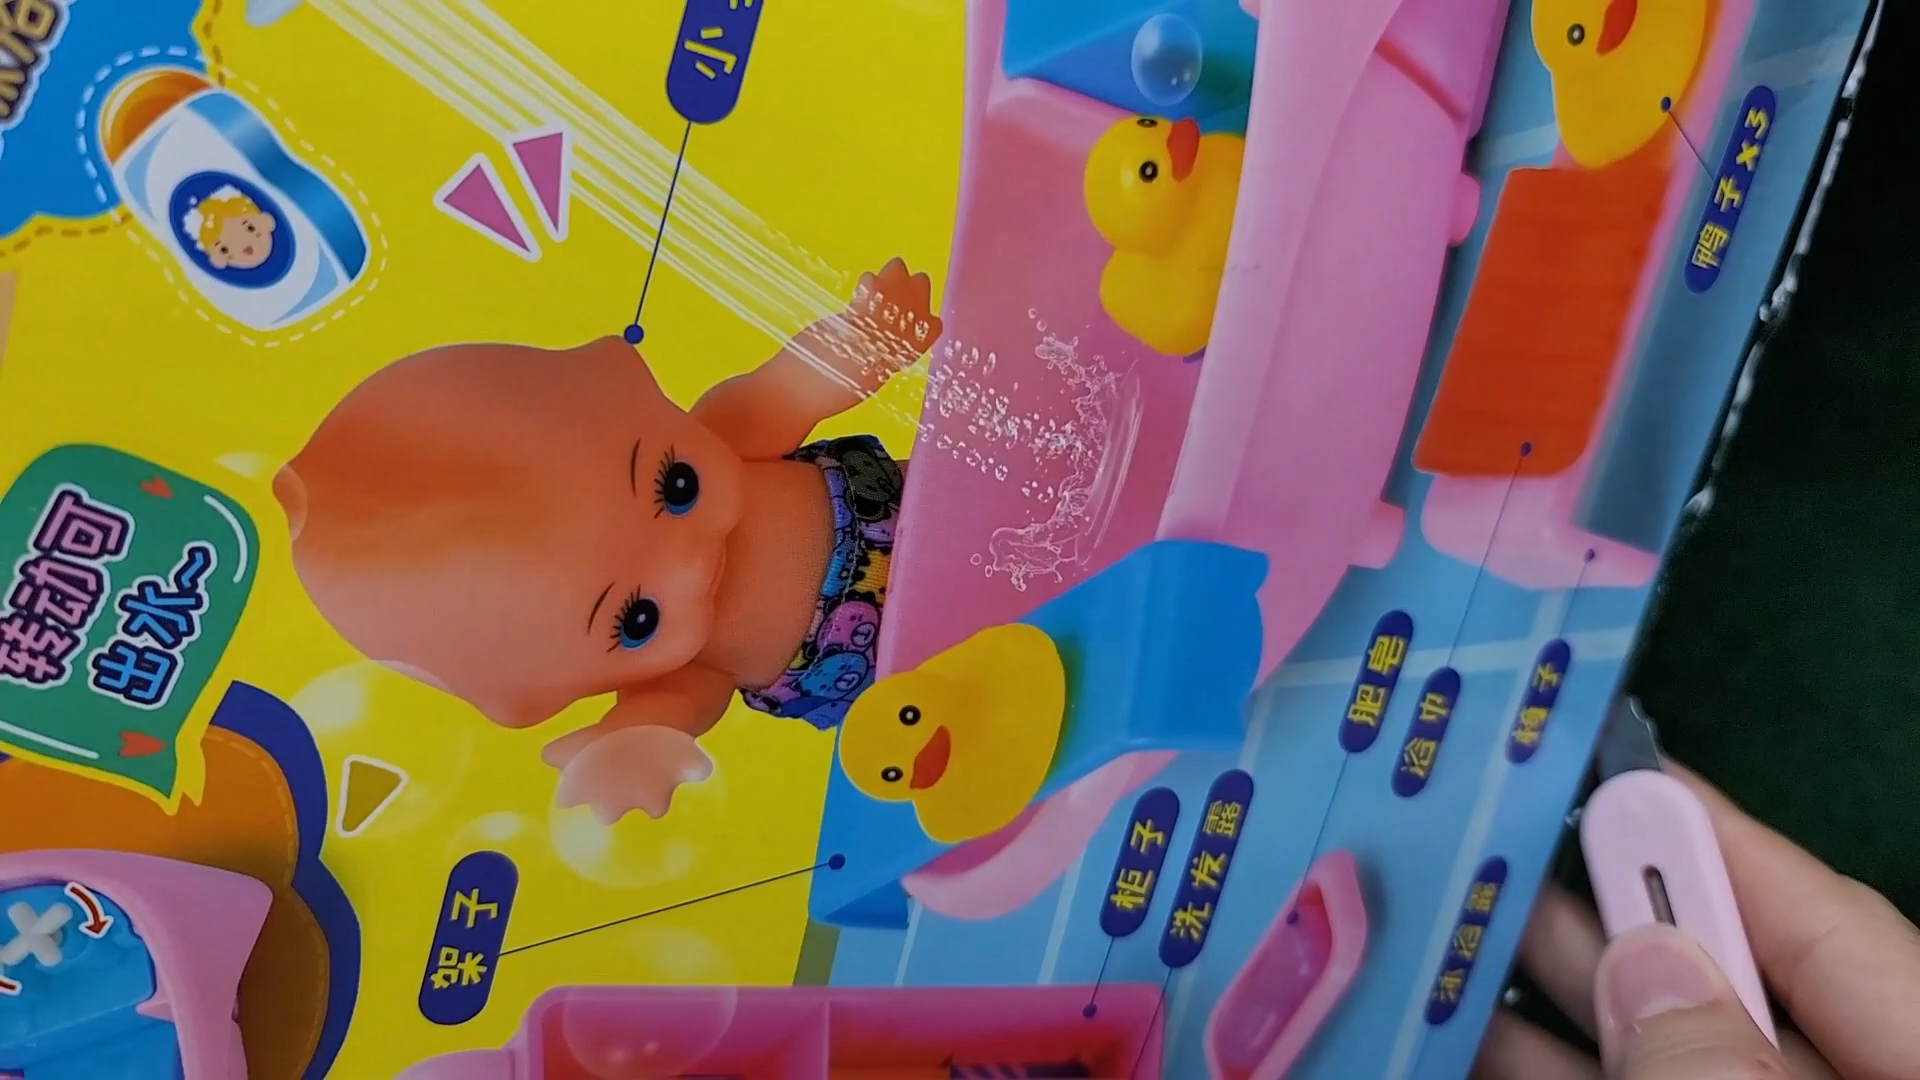 小
鸭子x3
转动可
出水~
肥皂
浴巾
椅子
柜子
洗发露
架子
沐浴露